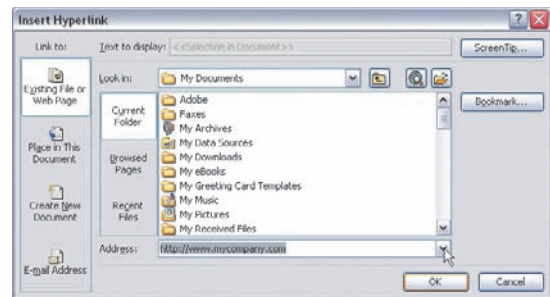 Insert Hyperlink
Link to:
Text to display: <<Selection in Document>>
ScreenTip...
Existing File or
Web Page
Look in: My Documents
Bookmark...
Current
Folder
Adobe
Faxes
My Archives
My Data Sources
Place in This
Document
Browsed
Pages
My Downloads
My eBooks
My Greeting Card Templates
Create New
Document
Recent
Files
My Music
My Pictures
My Received Files
Address: http://www.mycompany.com
E-mail Address
OK
Cancel